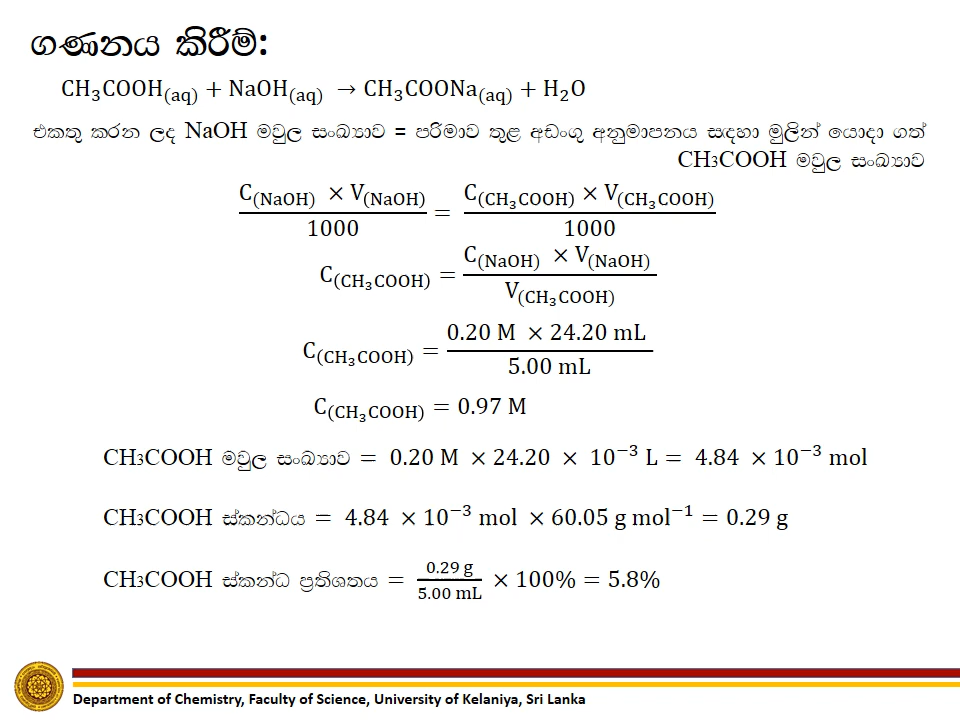 ගණනය කිරීම්:
CH₃COOH(aq) + NaOH(aq) → CH₃COONa(aq) + H₂O
එකතු කරන ලද NaOH මවුල සංඛ්‍යාව = පරිමාව තුළ අඩංගු අනුමාපනය සඳහා මුලින් යොදා ගත්
CH₃COOH මවුල සංඛ්‍යාව
C(NaOH) × V(NaOH) / 1000 = C(CH₃COOH) × V(CH₃COOH) / 1000
C(CH₃COOH) = C(NaOH) × V(NaOH) / V(CH₃COOH)
C(CH₃COOH) = 0.20 M × 24.20 mL / 5.00 mL
C(CH₃COOH) = 0.97 M
CH₃COOH මවුල සංඛ්‍යාව = 0.20 M × 24.20 × 10⁻³ L = 4.84 × 10⁻³ mol
CH₃COOH ස්කන්ධය = 4.84 × 10⁻³ mol × 60.05 g mol⁻¹ = 0.29 g
CH₃COOH ස්කන්ධ ප්‍රතිශතය = 0.29 g / 5.00 mL × 100% = 5.8%
Department of Chemistry, Faculty of Science, University of Kelaniya, Sri Lanka